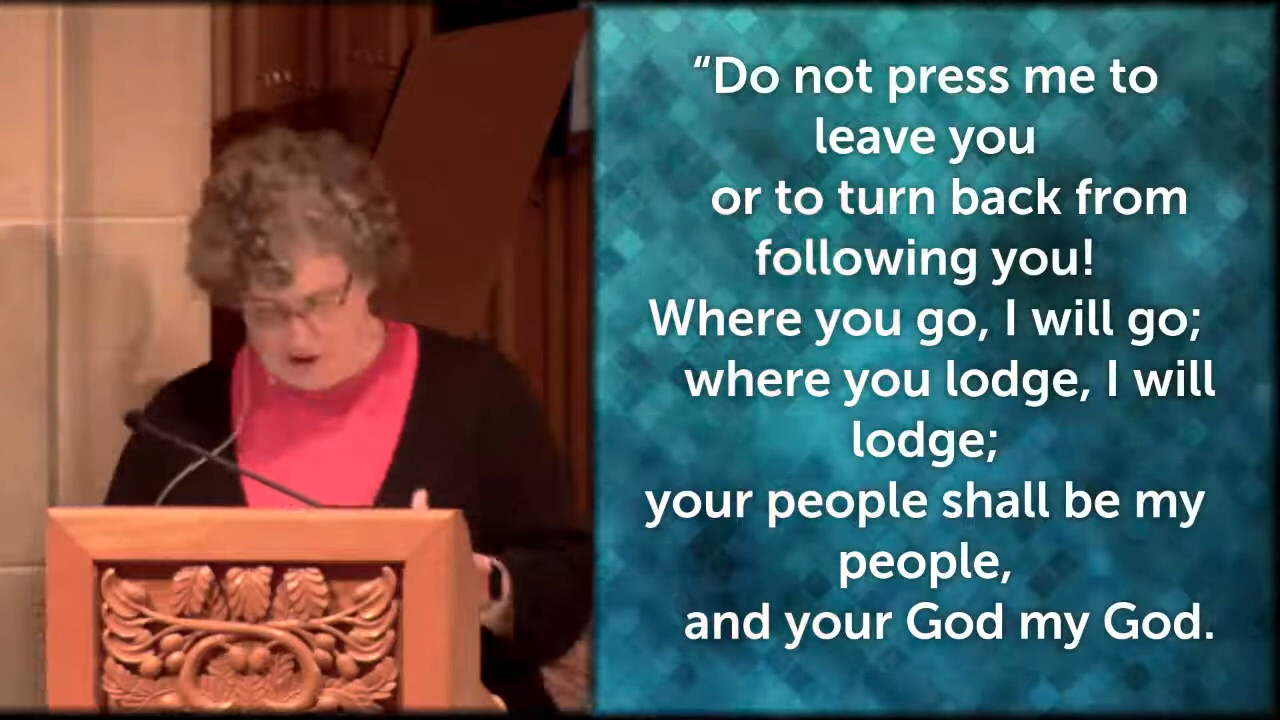 “Do not press me to
leave you
or to turn back from
following you!
Where you go, I will go;
where you lodge, I will
lodge;
your people shall be my
people,
and your God my God.